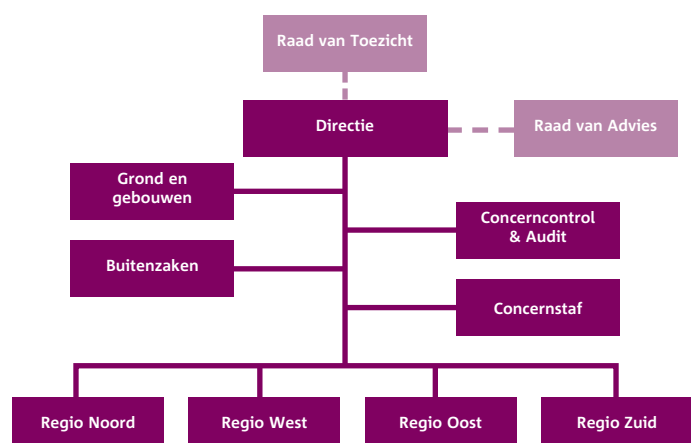 Raad van Toezicht
Directie
Raad van Advies
Grond en
gebouwen
Concerncontrol
& Audit
Buitenzaken
Concernstaf
Regio Noord
Regio West
Regio Oost
Regio Zuid